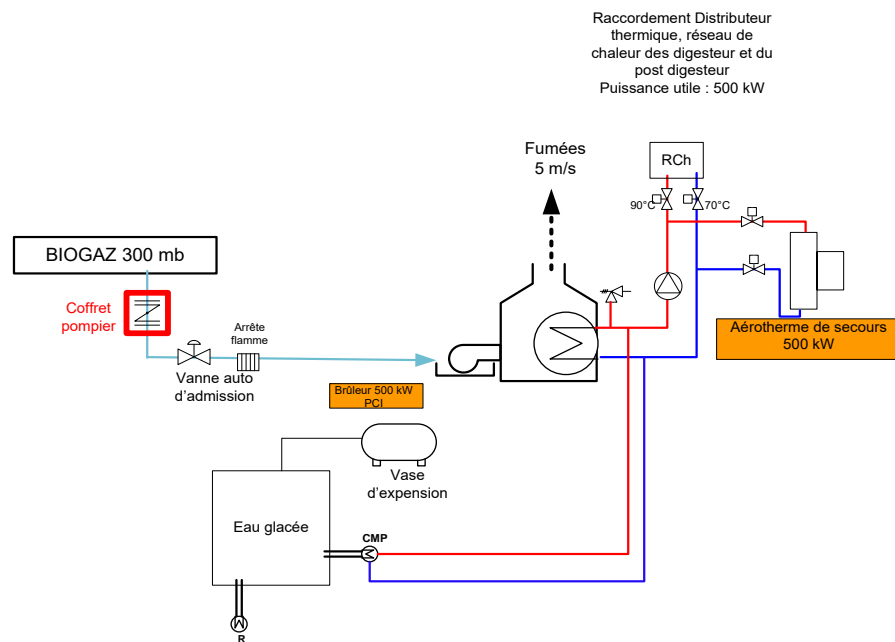 Raccordement Distributeur
thermique, réseau de
chaleur des digesteur et du
post digesteur
Puissance utile : 500 kW
Fumées
5 m/s
RCh
90°C
70°C
BIOGAZ 300 mb
Coffret
pompier
Arrête
flamme
Vanne auto
d'admission
Aérotherme de secours
500 kW
Brûleur 500 kW
PCI
Vase
d'expension
Eau glacée
CMP
R